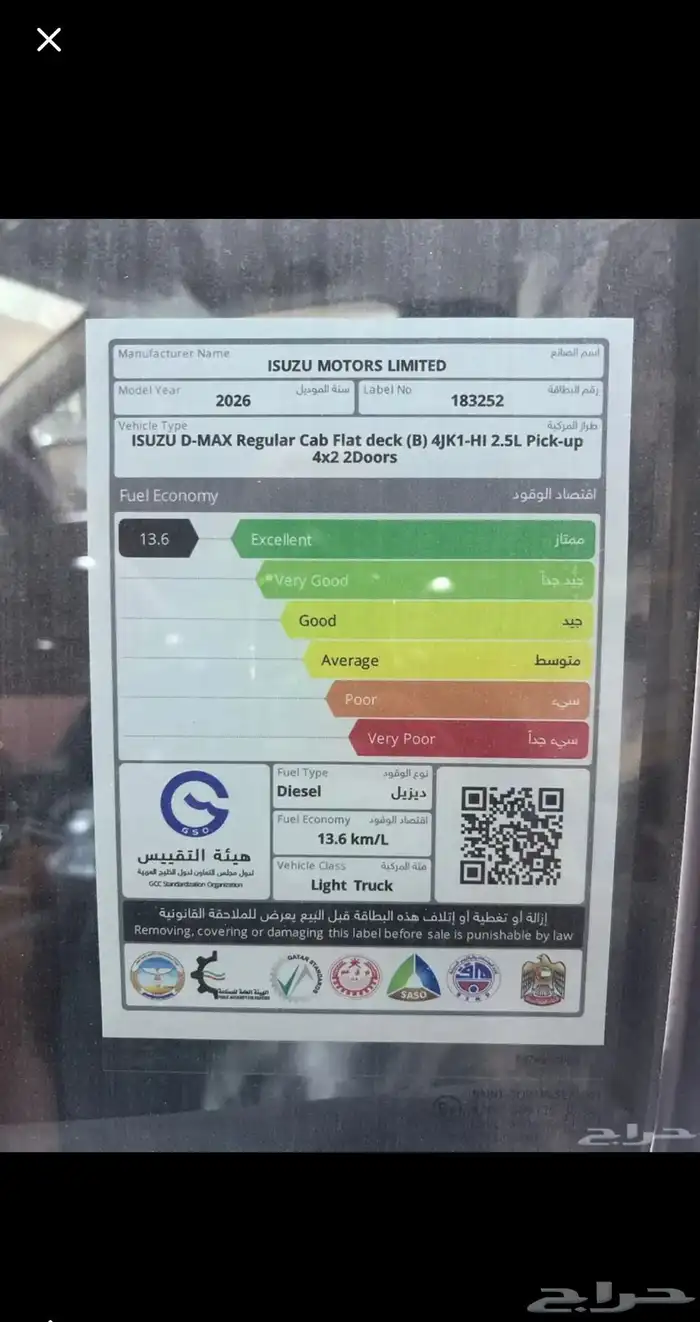 Manufacturer Name اسم الصانع
ISUZU MOTORS LIMITED
Model Year سنة الموديل
2026
Label No رقم البطاقة
183252
Vehicle Type طراز المركبة
ISUZU D-MAX Regular Cab Flat deck (B) 4JK1-HI 2.5L Pick-up
4x2 2Doors
Fuel Economy اقتصاد الوقود
13.6 Excellent ممتاز
Very Good جيد جداً
Good جيد
Average متوسط
Poor سيء
Very Poor سيء جداً
GSO
هيئة التقييس
لدول مجلس التعاون لدول الخليج العربية
GCC Standardization Organization
Fuel Type نوع الوقود
Diesel ديزيل
Fuel Economy اقتصاد الوقود
13.6 km/L
Vehicle Class فئة المركبة
Light Truck
إزالة أو تغطية أو إتلاف هذه البطاقة قبل البيع يعرض للملاحقة القانونية
Removing, covering or damaging this label before sale is punishable by law
QATAR STANDARDS
SASO
حراج
حراج